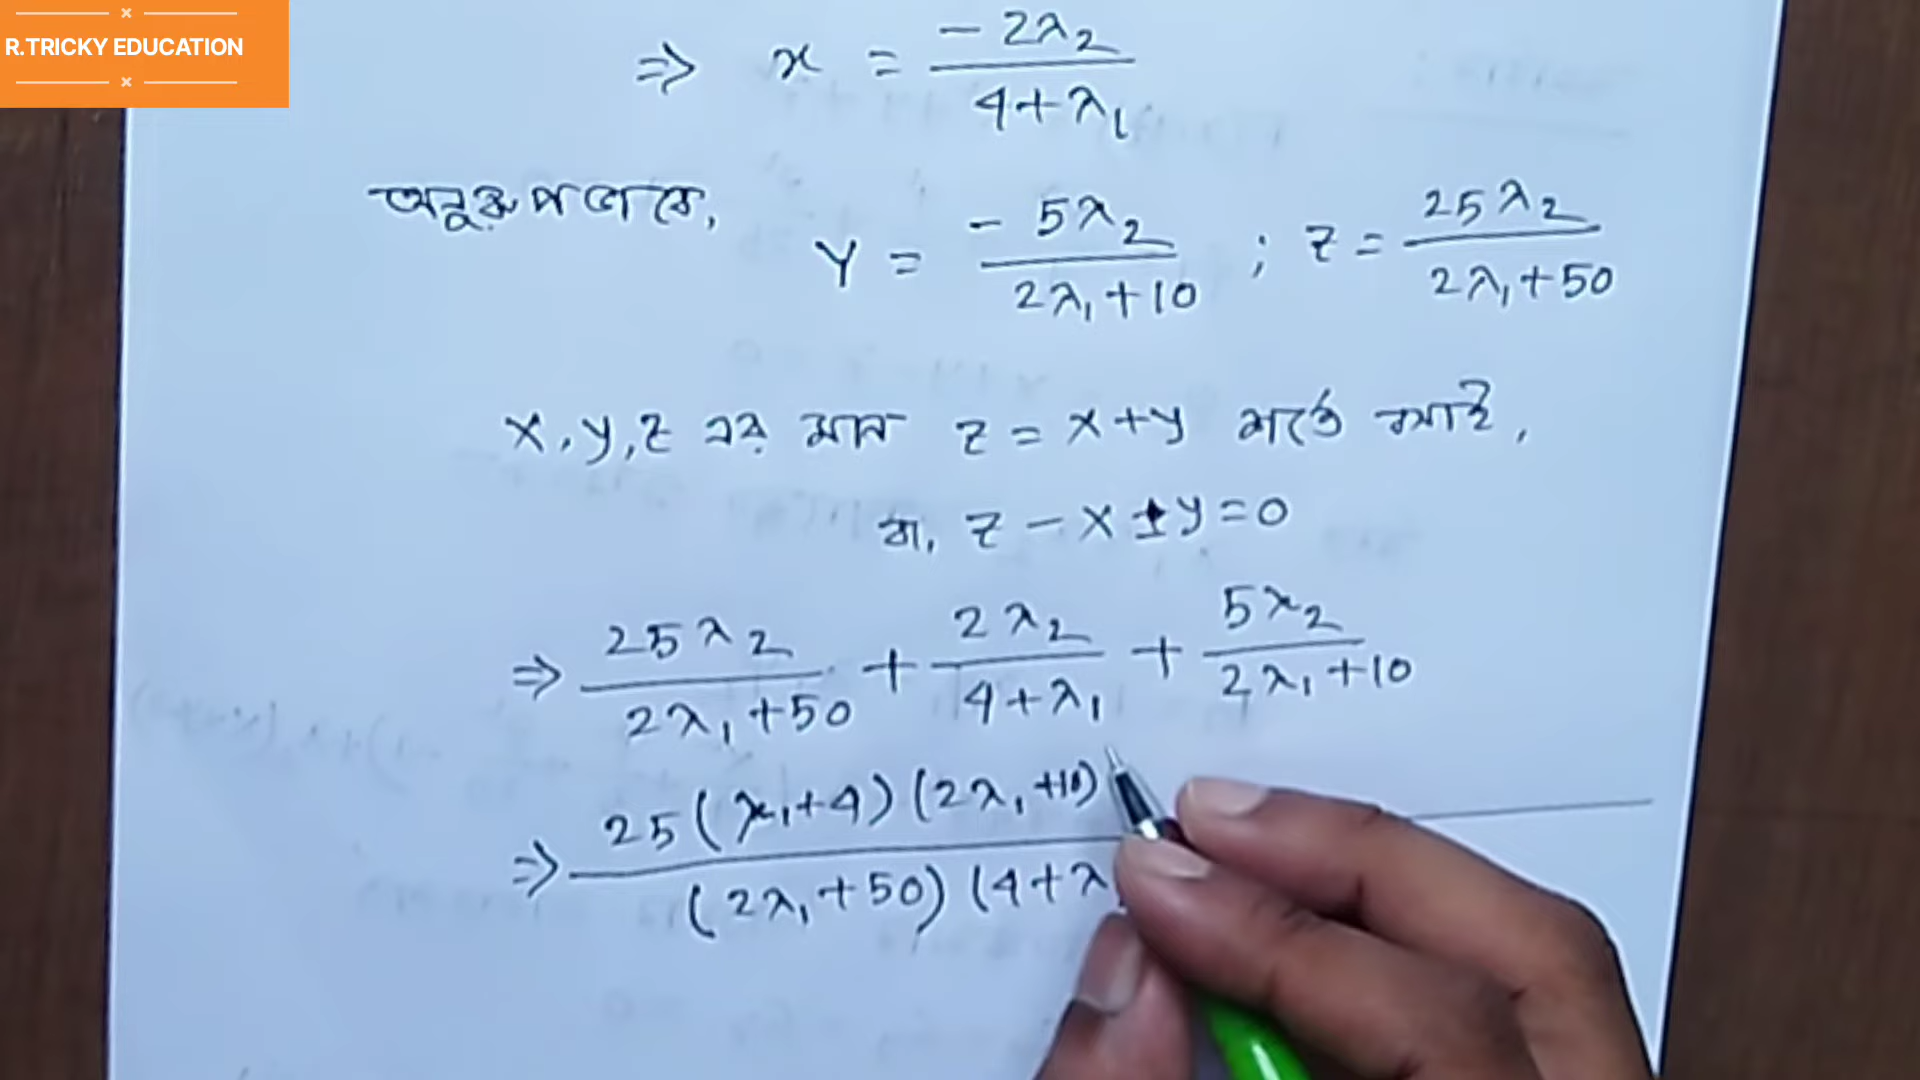 R.TRICKY EDUCATION
⇒ x = -2λ₂ / 4+λ₁
অনুরূপভাবে, y = -5λ₂ / 2λ₁+10 ; z = 25λ₂ / 2λ₁+50
x, y, z এর মান z = x+y শর্তে বসাই,
বা, z - x ± y = 0
⇒ 25λ₂ / 2λ₁+50 + 2λ₂ / 4+λ₁ + 5λ₂ / 2λ₁+10
⇒ 25(λ₁+4)(2λ₁+10) / (2λ₁+50)(4+λ